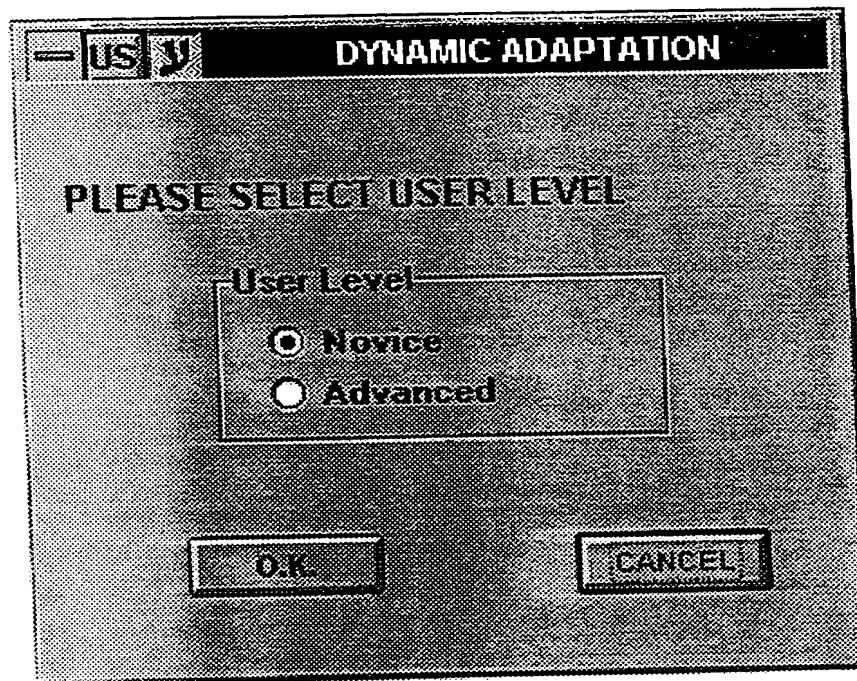 US DYNAMIC ADAPTATION
PLEASE SELECT USER LEVEL
User Level
Novice
Advanced
O.K.
CANCEL